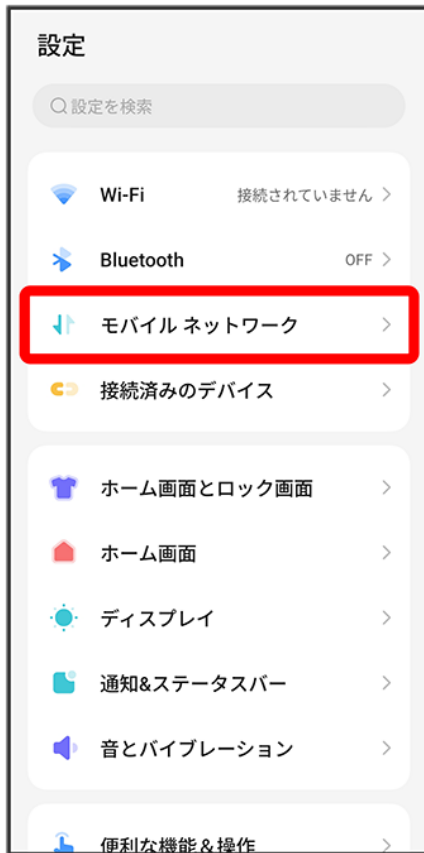 設定
設定を検索
Wi-Fi 接続されていません
Bluetooth OFF
モバイル ネットワーク
接続済みのデバイス
ホーム画面とロック画面
ホーム画面
ディスプレイ
通知&ステータスバー
音とバイブレーション
便利な機能＆操作